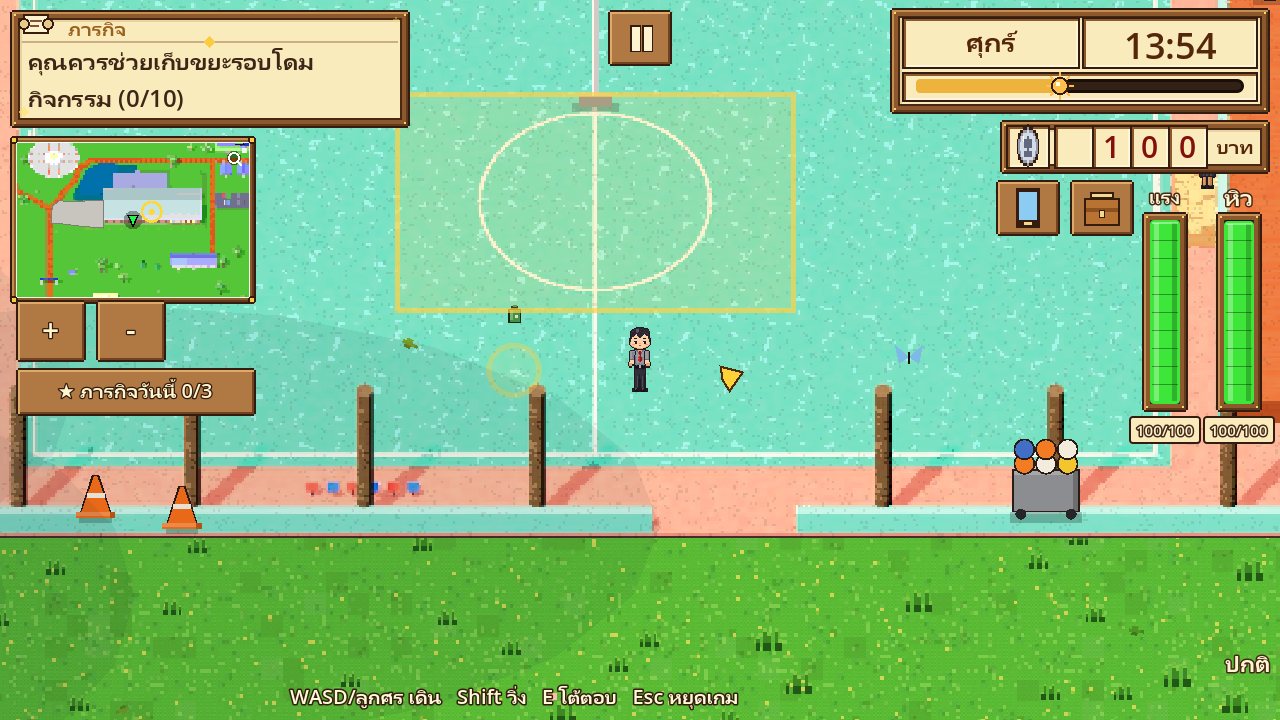 ภารกิจ
คุณควรช่วยเก็บขยะรอบโดม
กิจกรรม (0/10)
ศุกร์
13:54
1 0 0 บาท
แรง
หิว
+
-
★ ภารกิจวันนี้ 0/3
100/100
100/100
ปกติ
WASD/ลูกศร เดิน Shift วิ่ง E โต้ตอบ Esc หยุดเกม